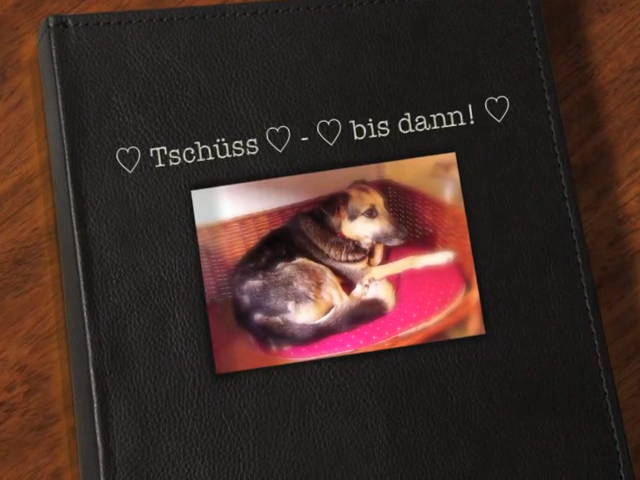 ♡ Tschüss ♡ - ♡ bis dann! ♡